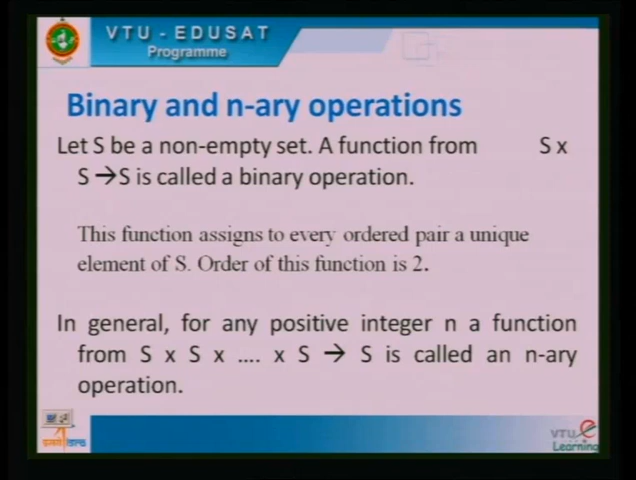 VTU - EDUSAT
Programme
Binary and n-ary operations
Let S be a non-empty set. A function from S x
S → S is called a binary operation.
This function assigns to every ordered pair a unique
element of S. Order of this function is 2.
In general, for any positive integer n a function
from S x S x .... x S → S is called an n-ary
operation.
VTU e
Learning